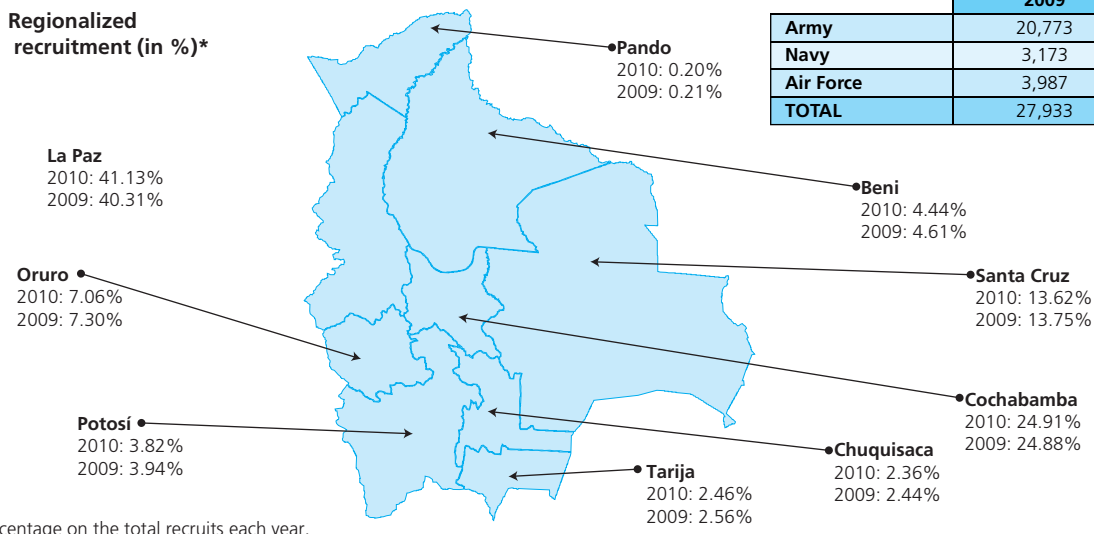 Regionalized
recruitment (in %)*
2009
Army 20,773
Navy 3,173
Air Force 3,987
TOTAL 27,933
Pando
2010: 0.20%
2009: 0.21%
La Paz
2010: 41.13%
2009: 40.31%
Beni
2010: 4.44%
2009: 4.61%
Oruro
2010: 7.06%
2009: 7.30%
Santa Cruz
2010: 13.62%
2009: 13.75%
Cochabamba
2010: 24.91%
2009: 24.88%
Potosí
2010: 3.82%
2009: 3.94%
Chuquisaca
2010: 2.36%
2009: 2.44%
Tarija
2010: 2.46%
2009: 2.56%
centage on the total recruits each year.